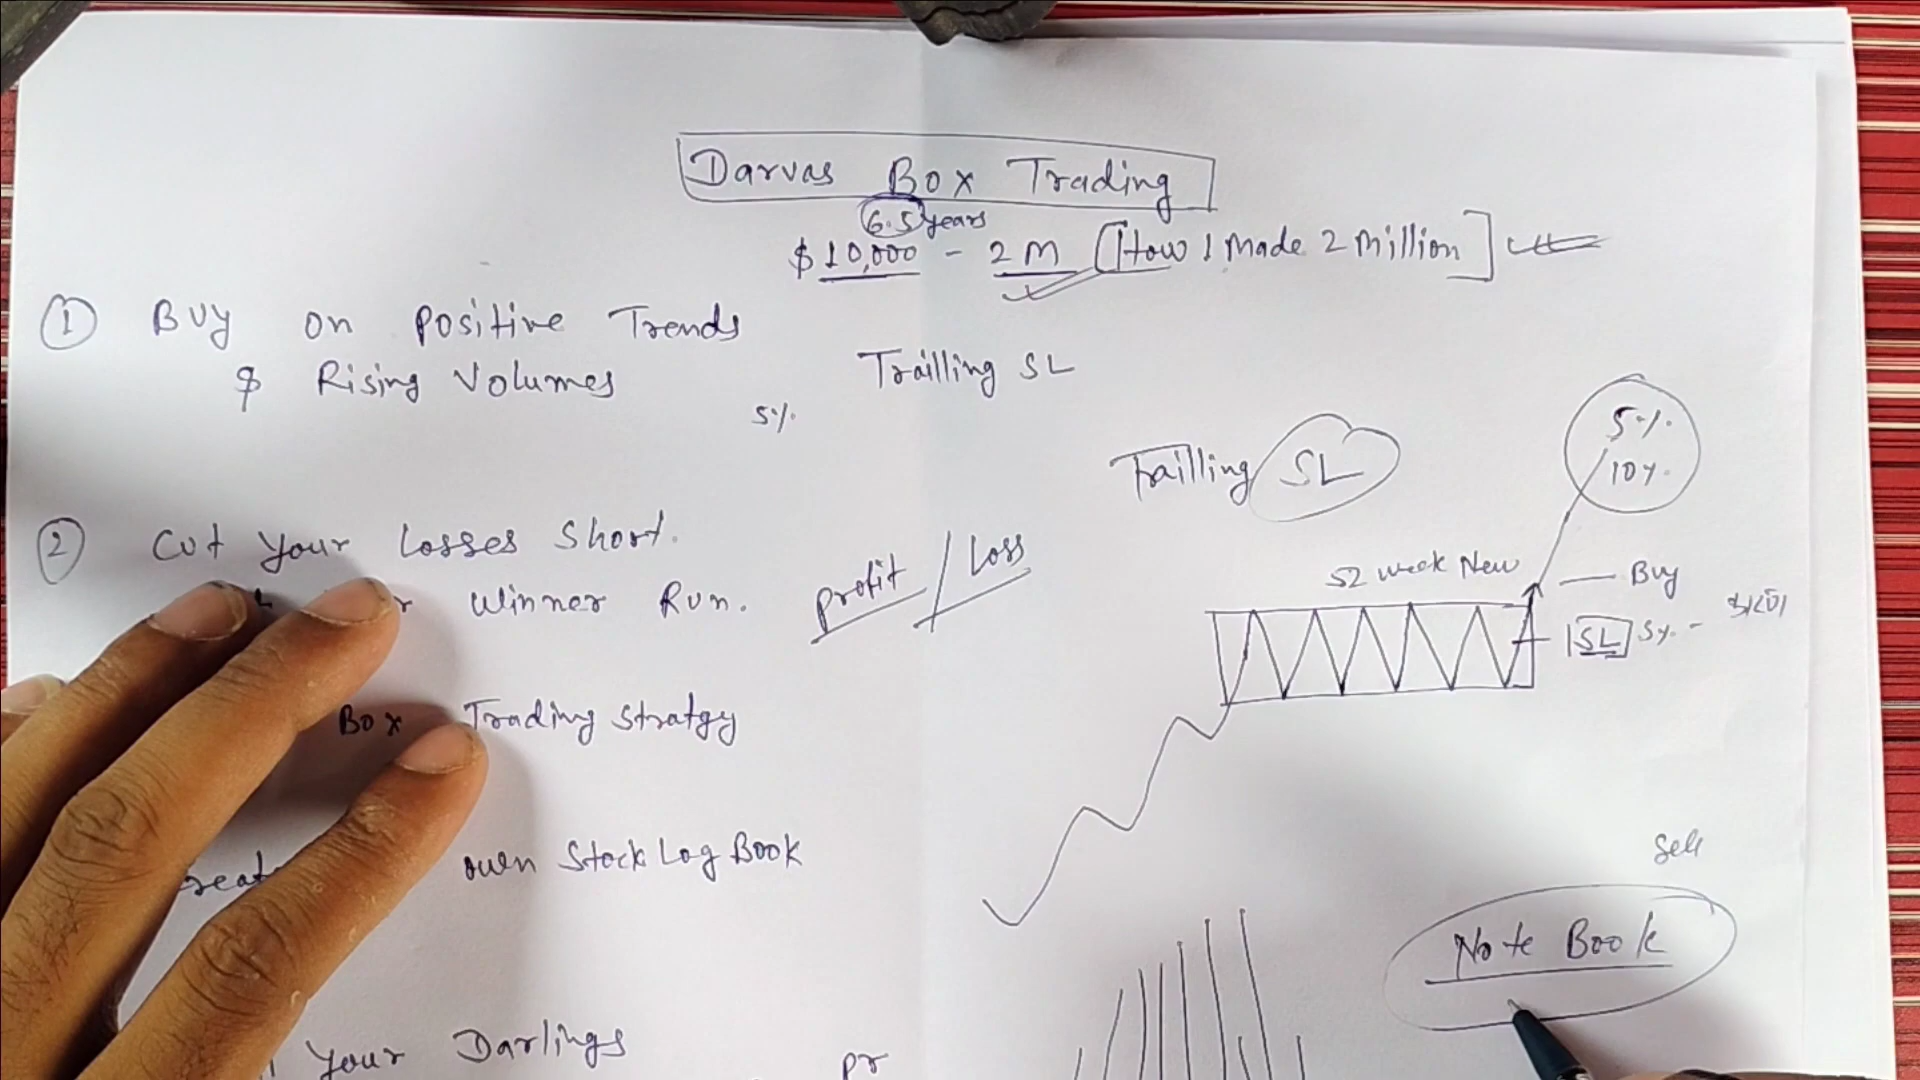 Darvas Box Trading
6.5 years
$10,000 - 2M [How I Made 2 Million]
① Buy on Positive Trends
& Rising Volumes
Trailling SL
5%
Trailling SL
5%
10%
② Cut Your Losses Short.
Winner Run.
Profit / Loss
52 week New
Buy
SL 5% -
Box Trading Stratgy
own Stock Log Book
Sell
Note Book
Your Darlings
Pr